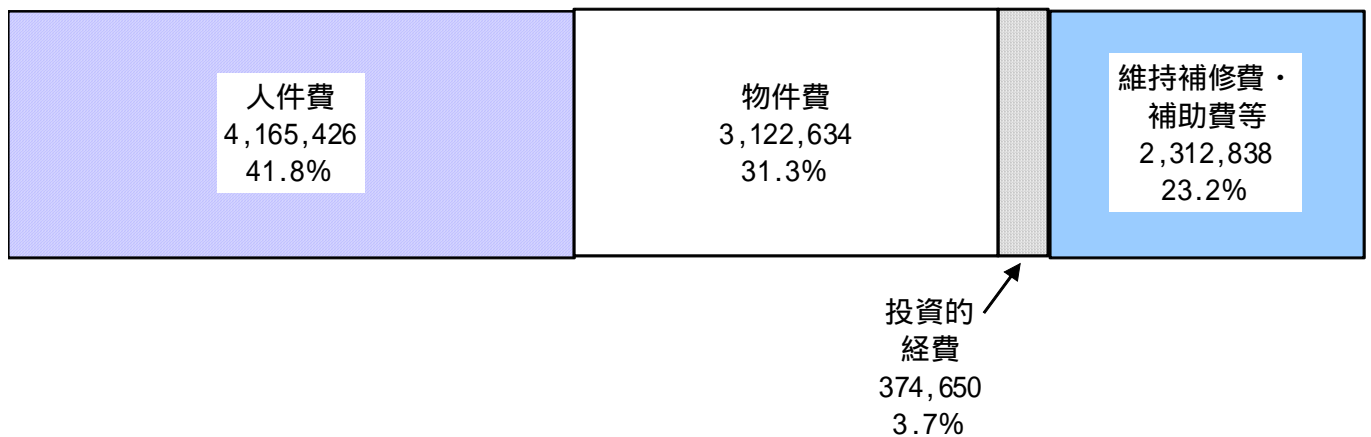 人件費
4,165,426
41.8%
物件費
3,122,634
31.3%
維持補修費・
補助費等
2,312,838
23.2%
投資的
経費
374,650
3.7%